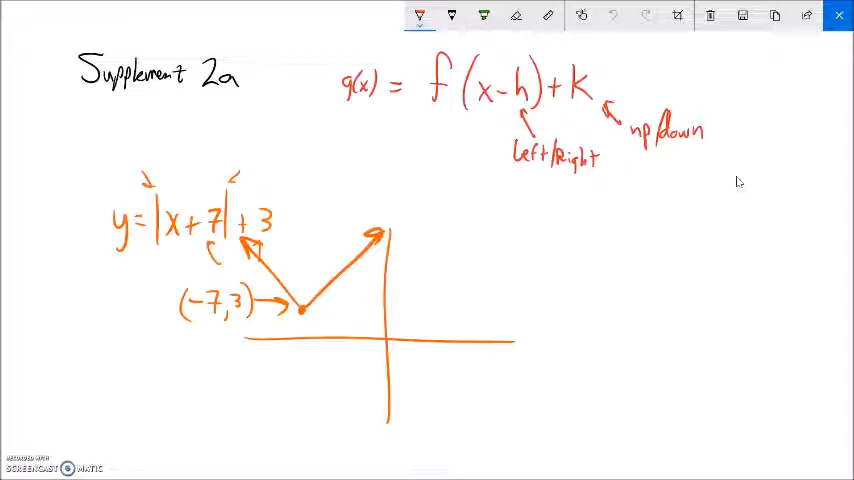 Supplement 2a
g(x) = f(x-h)+K
Left/Right
up/down
y=|x+7|+3
(-7,3)
RECORDED WITH
SCREENCAST MATIC